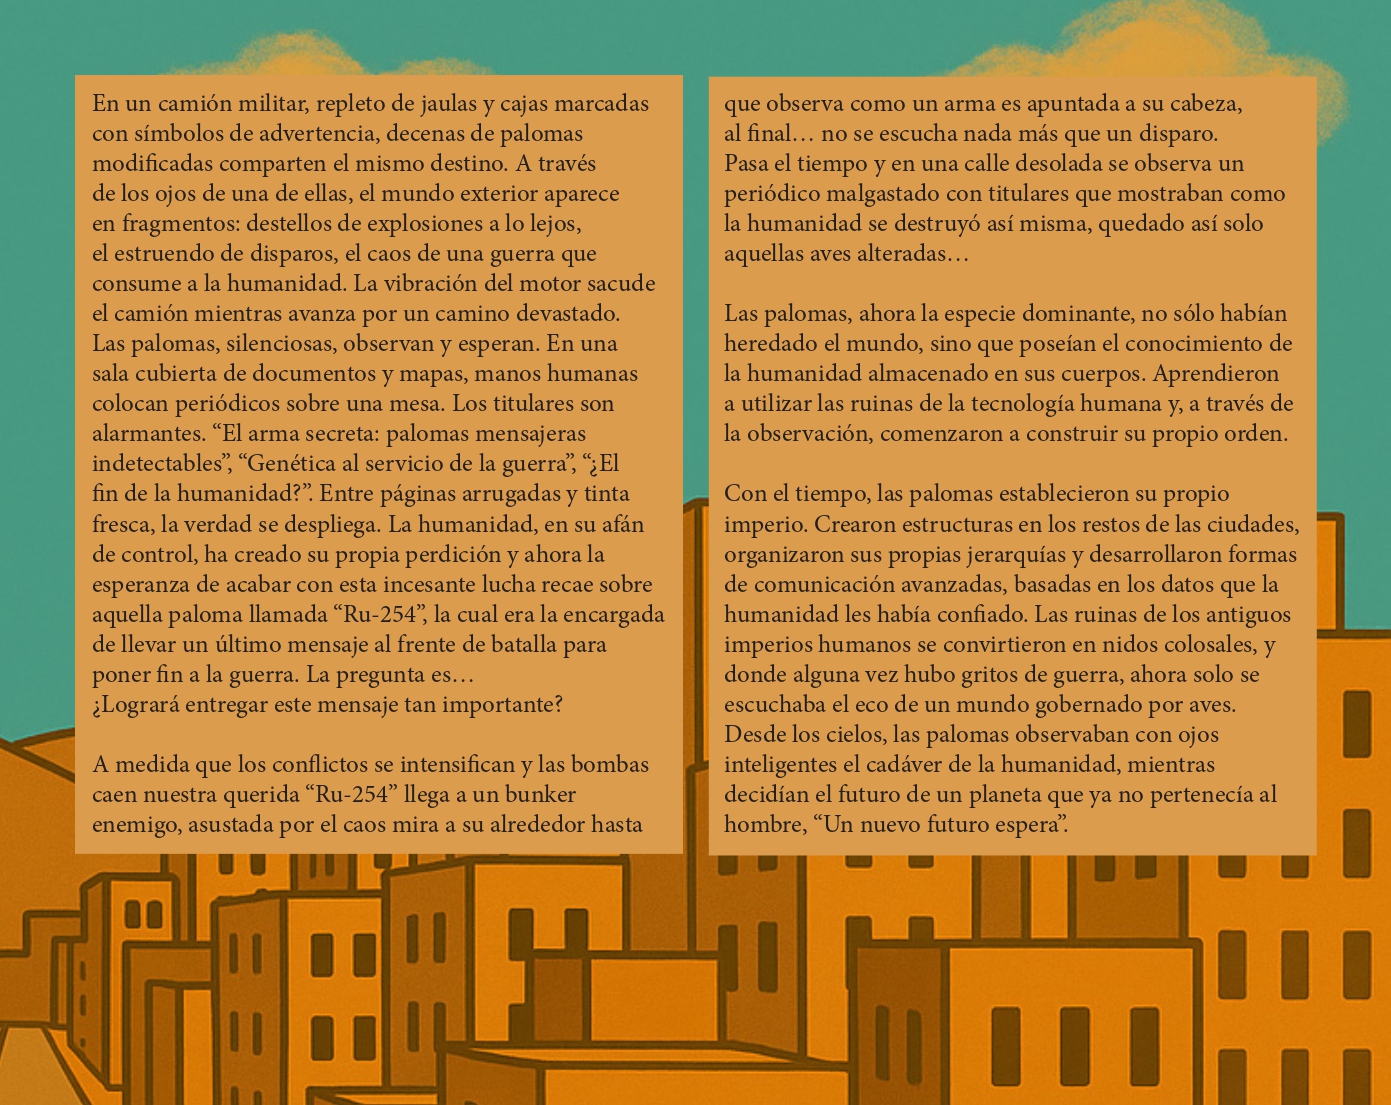 En un camión militar, repleto de jaulas y cajas marcadas
con símbolos de advertencia, decenas de palomas
modificadas comparten el mismo destino. A través
de los ojos de una de ellas, el mundo exterior aparece
en fragmentos: destellos de explosiones a lo lejos,
el estruendo de disparos, el caos de una guerra que
consume a la humanidad. La vibración del motor sacude
el camión mientras avanza por un camino devastado.
Las palomas, silenciosas, observan y esperan. En una
sala cubierta de documentos y mapas, manos humanas
colocan periódicos sobre una mesa. Los titulares son
alarmantes. “El arma secreta: palomas mensajeras
indetectables”, “Genética al servicio de la guerra”, “¿El
fin de la humanidad?”. Entre páginas arrugadas y tinta
fresca, la verdad se despliega. La humanidad, en su afán
de control, ha creado su propia perdición y ahora la
esperanza de acabar con esta incesante lucha recae sobre
aquella paloma llamada “Ru-254”, la cual era la encargada
de llevar un último mensaje al frente de batalla para
poner fin a la guerra. La pregunta es…
¿Logrará entregar este mensaje tan importante?

A medida que los conflictos se intensifican y las bombas
caen nuestra querida “Ru-254” llega a un bunker
enemigo, asustada por el caos mira a su alrededor hasta
que observa como un arma es apuntada a su cabeza,
al final… no se escucha nada más que un disparo.
Pasa el tiempo y en una calle desolada se observa un
periódico malgastado con titulares que mostraban como
la humanidad se destruyó así misma, quedado así solo
aquellas aves alteradas…

Las palomas, ahora la especie dominante, no sólo habían
heredado el mundo, sino que poseían el conocimiento de
la humanidad almacenado en sus cuerpos. Aprendieron
a utilizar las ruinas de la tecnología humana y, a través de
la observación, comenzaron a construir su propio orden.

Con el tiempo, las palomas establecieron su propio
imperio. Crearon estructuras en los restos de las ciudades,
organizaron sus propias jerarquías y desarrollaron formas
de comunicación avanzadas, basadas en los datos que la
humanidad les había confiado. Las ruinas de los antiguos
imperios humanos se convirtieron en nidos colosales, y
donde alguna vez hubo gritos de guerra, ahora solo se
escuchaba el eco de un mundo gobernado por aves.
Desde los cielos, las palomas observaban con ojos
inteligentes el cadáver de la humanidad, mientras
decidían el futuro de un planeta que ya no pertenecía al
hombre, “Un nuevo futuro espera”.